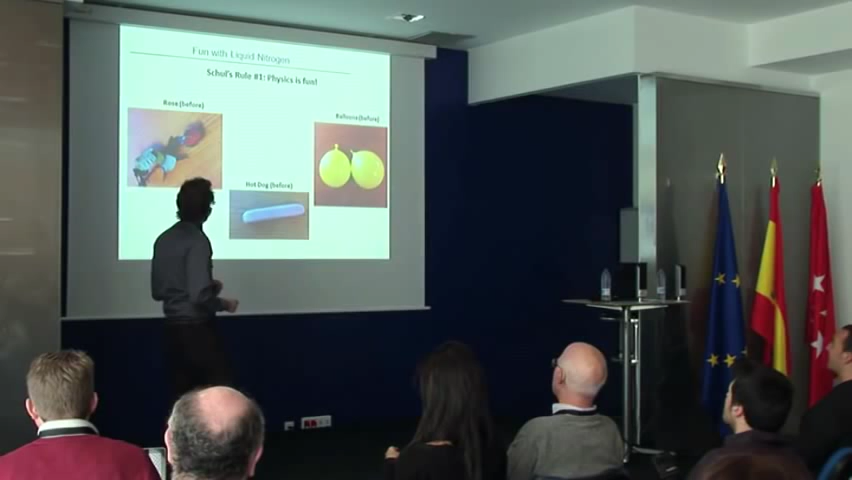 Fun with Liquid Nitrogen
Schul's Rule #1: Physics is fun!
Rose (before)
Balloons (before)
Hot Dog (before)